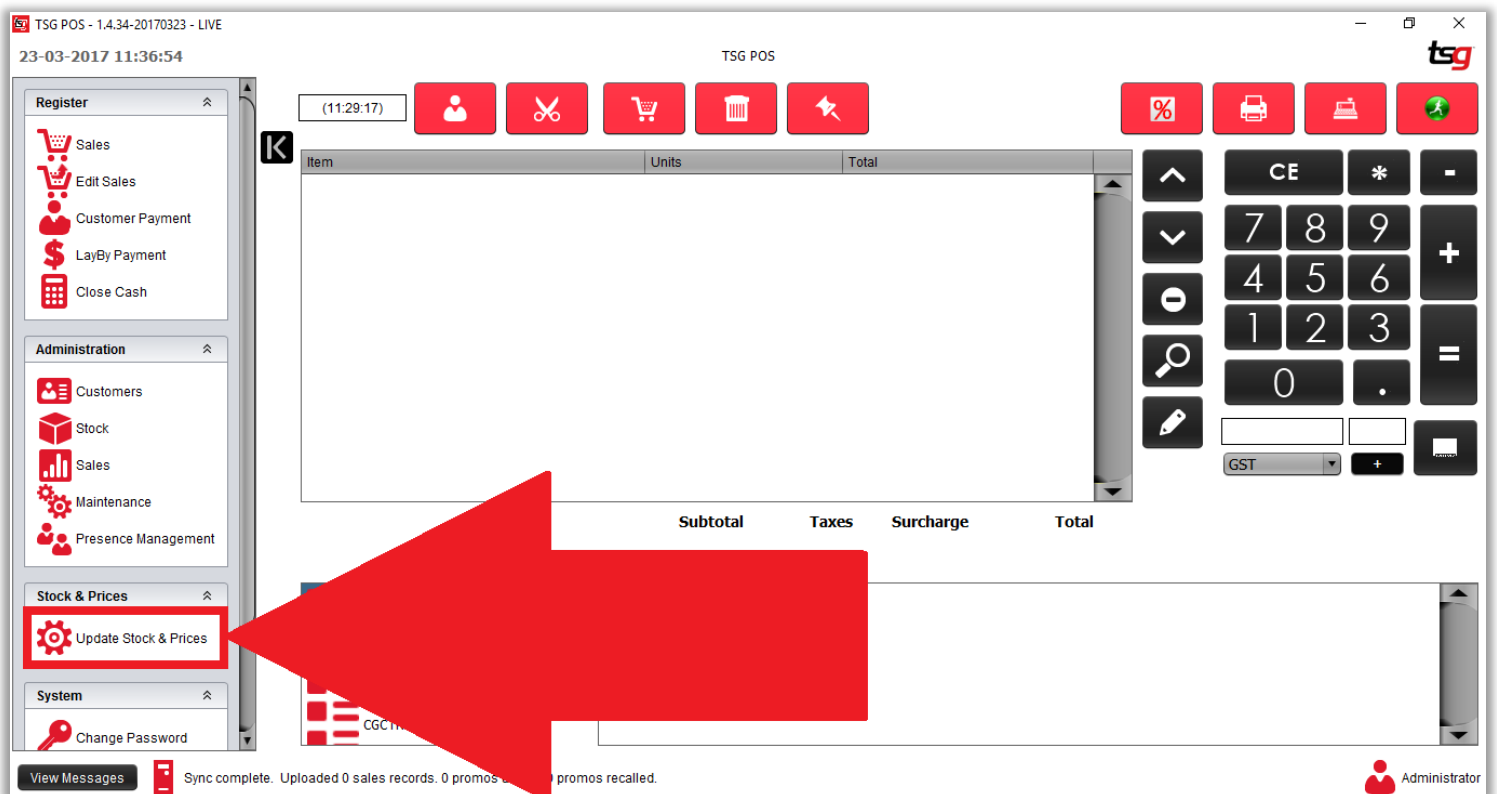 TSG POS - 1.4.34-20170323 - LIVE
23-03-2017 11:36:54
TSG POS
tsg
Register
Sales
Edit Sales
Customer Payment
LayBy Payment
Close Cash
Administration
Customers
Stock
Sales
Maintenance
Presence Management
Stock & Prices
Update Stock & Prices
System
Change Password
(11:29:17)
%
Item Units Total
CE * -
7 8 9 +
4 5 6
1 2 3 =
0 .
GST +
Subtotal Taxes Surcharge Total
View Messages
Sync complete. Uploaded 0 sales records. 0 promos promos recalled.
Administrator